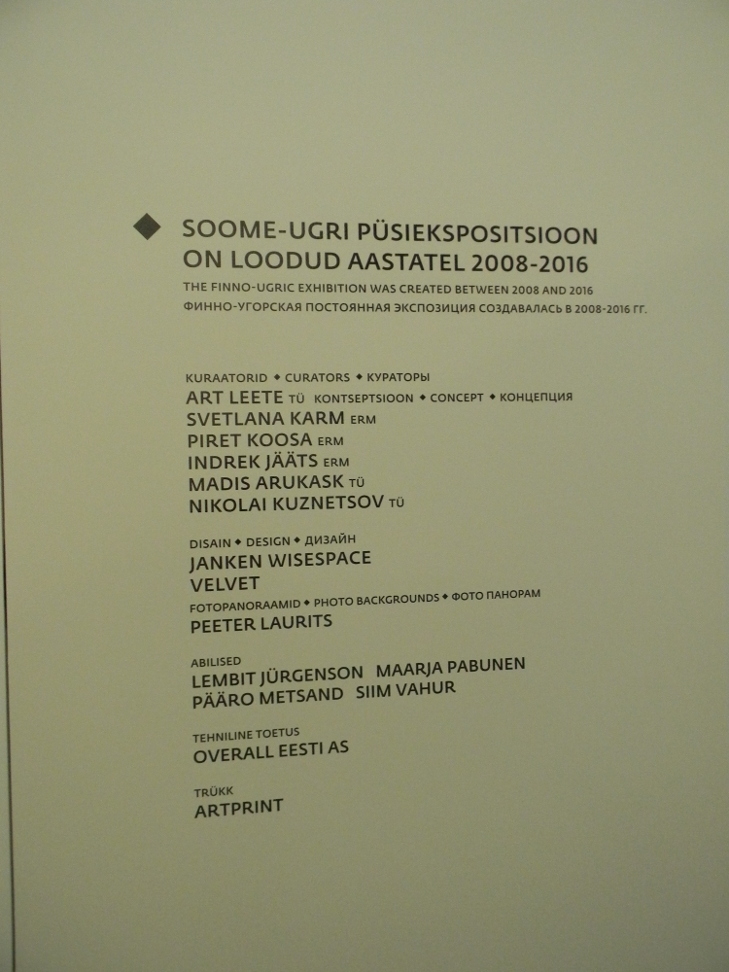 SOOME-UGRI PÜSIEKSPOSITSIOON
ON LOODUD AASTATEL 2008-2016
THE FINNO-UGRIC EXHIBITION WAS CREATED BETWEEN 2008 AND 2016
ФИННО-УГОРСКАЯ ПОСТОЯННАЯ ЭКСПОЗИЦИЯ СОЗДАВАЛАСЬ В 2008-2016 ГГ.
KURAATORID ◆ CURATORS ◆ КУРАТОРЫ
ART LEETE TÜ KONTSEPTSIOON ◆ CONCEPT ◆ КОНЦЕПЦИЯ
SVETLANA KARM ERM
PIRET KOOSA ERM
INDREK JÄÄTS ERM
MADIS ARUKASK TÜ
NIKOLAI KUZNETSOV TÜ
DISAIN ◆ DESIGN ◆ ДИЗАЙН
JANKEN WISESPACE
VELVET
FOTOPANORAAMID ◆ PHOTO BACKGROUNDS ◆ ФОТО ПАНОРАМ
PEETER LAURITS
ABILISED
LEMBIT JÜRGENSON MAARJA PABUNEN
PÄÄRO METSAND SIIM VAHUR
TEHNILINE TOETUS
OVERALL EESTI AS
TRÜKK
ARTPRINT